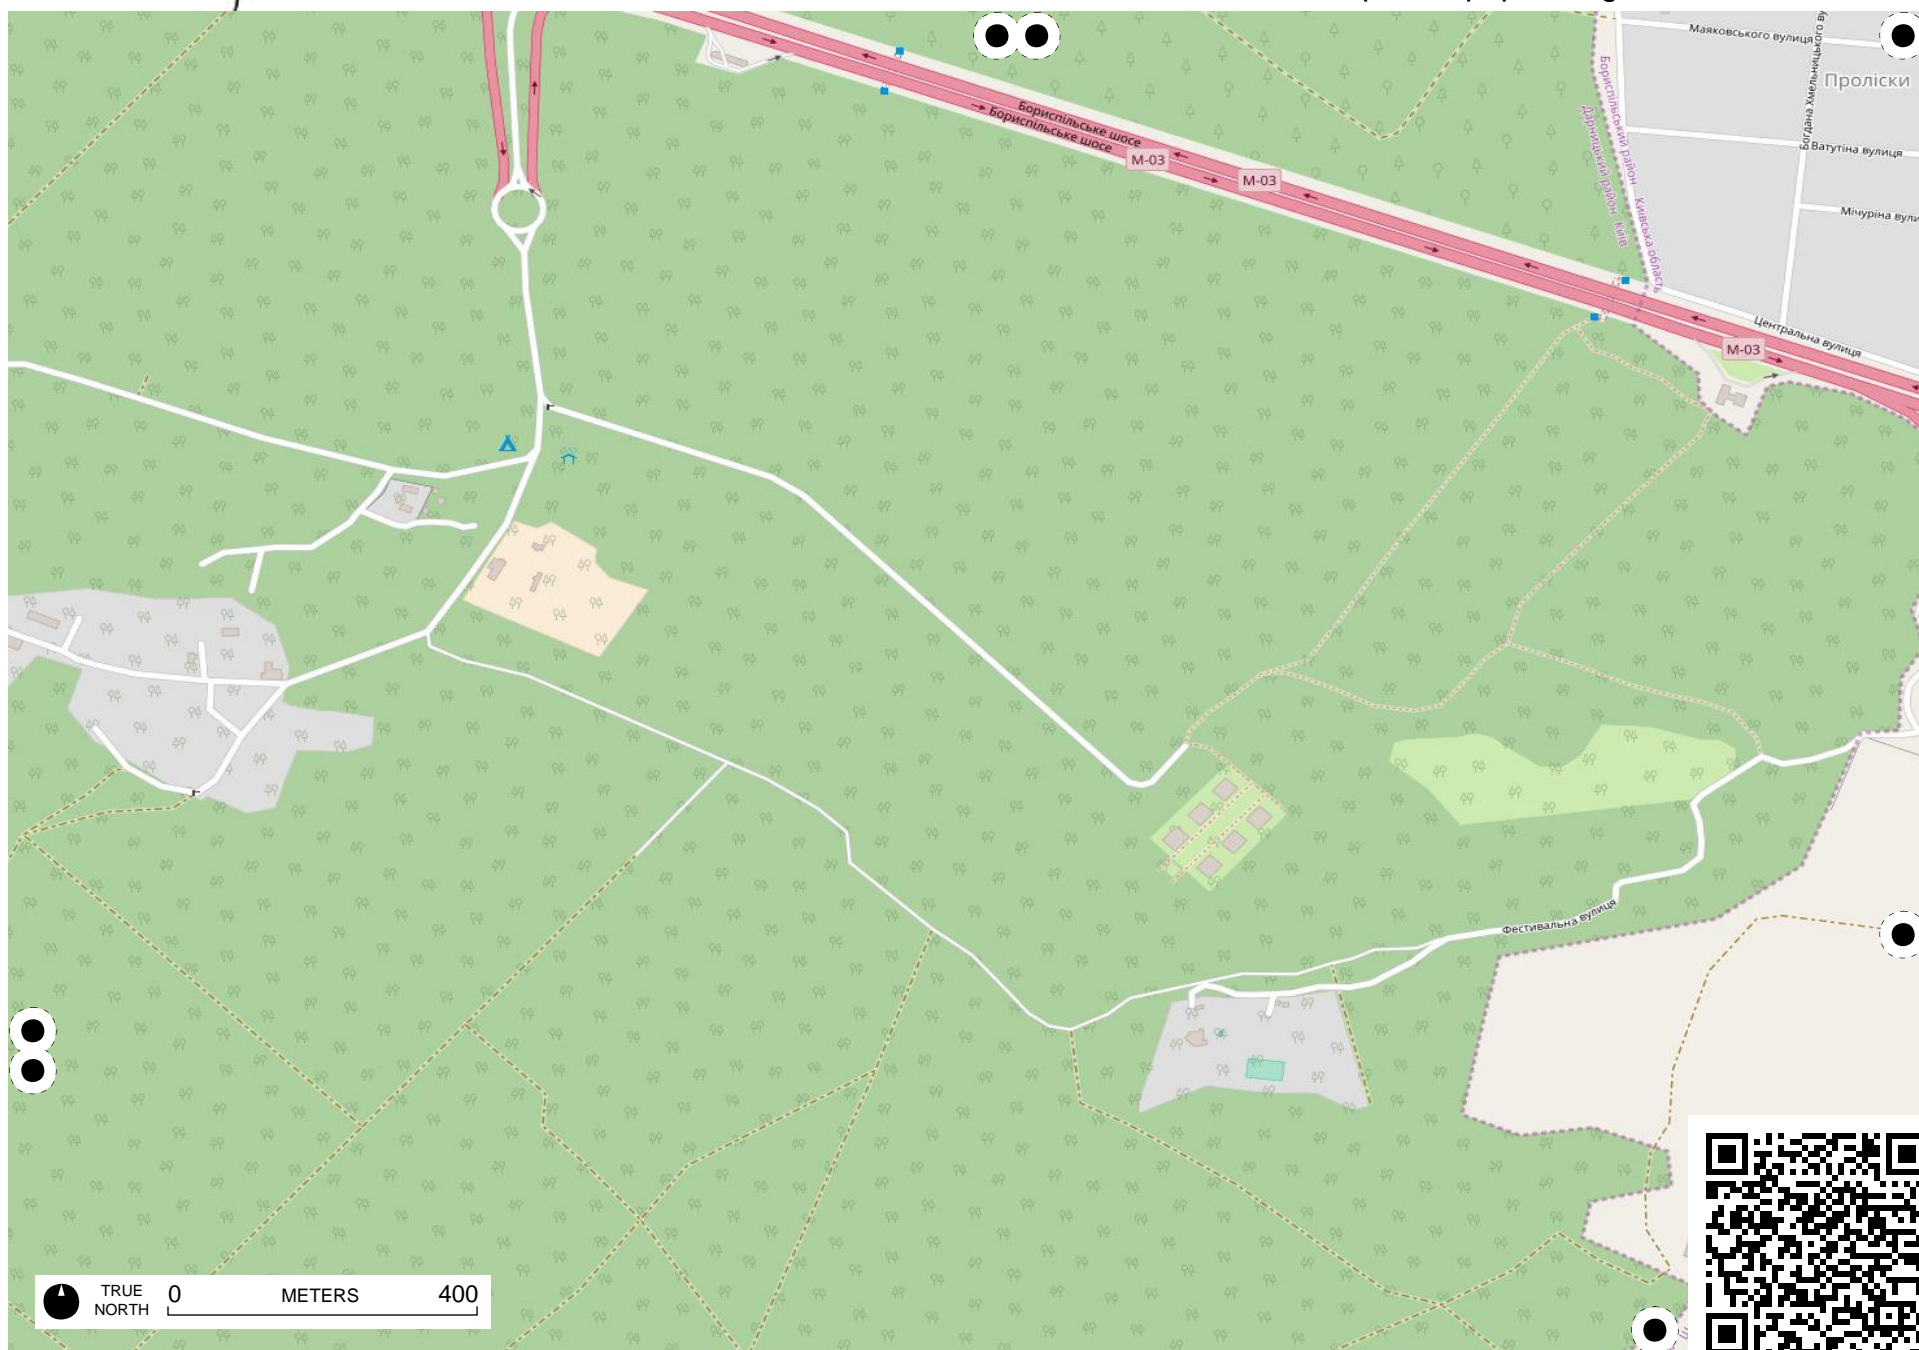 Маяковського вулиця
Проліски
Богдана Хмельницького ву
Ватутіна вулиця
Мічуріна вули
Бориспільський район
Київська область
Дарницький район
Київ
Бориспільське шосе
Бориспільське шосе
М-03
М-03
Центральна вулиця
М-03
Фестивальна вулиця
TRUE
NORTH
0 METERS 400